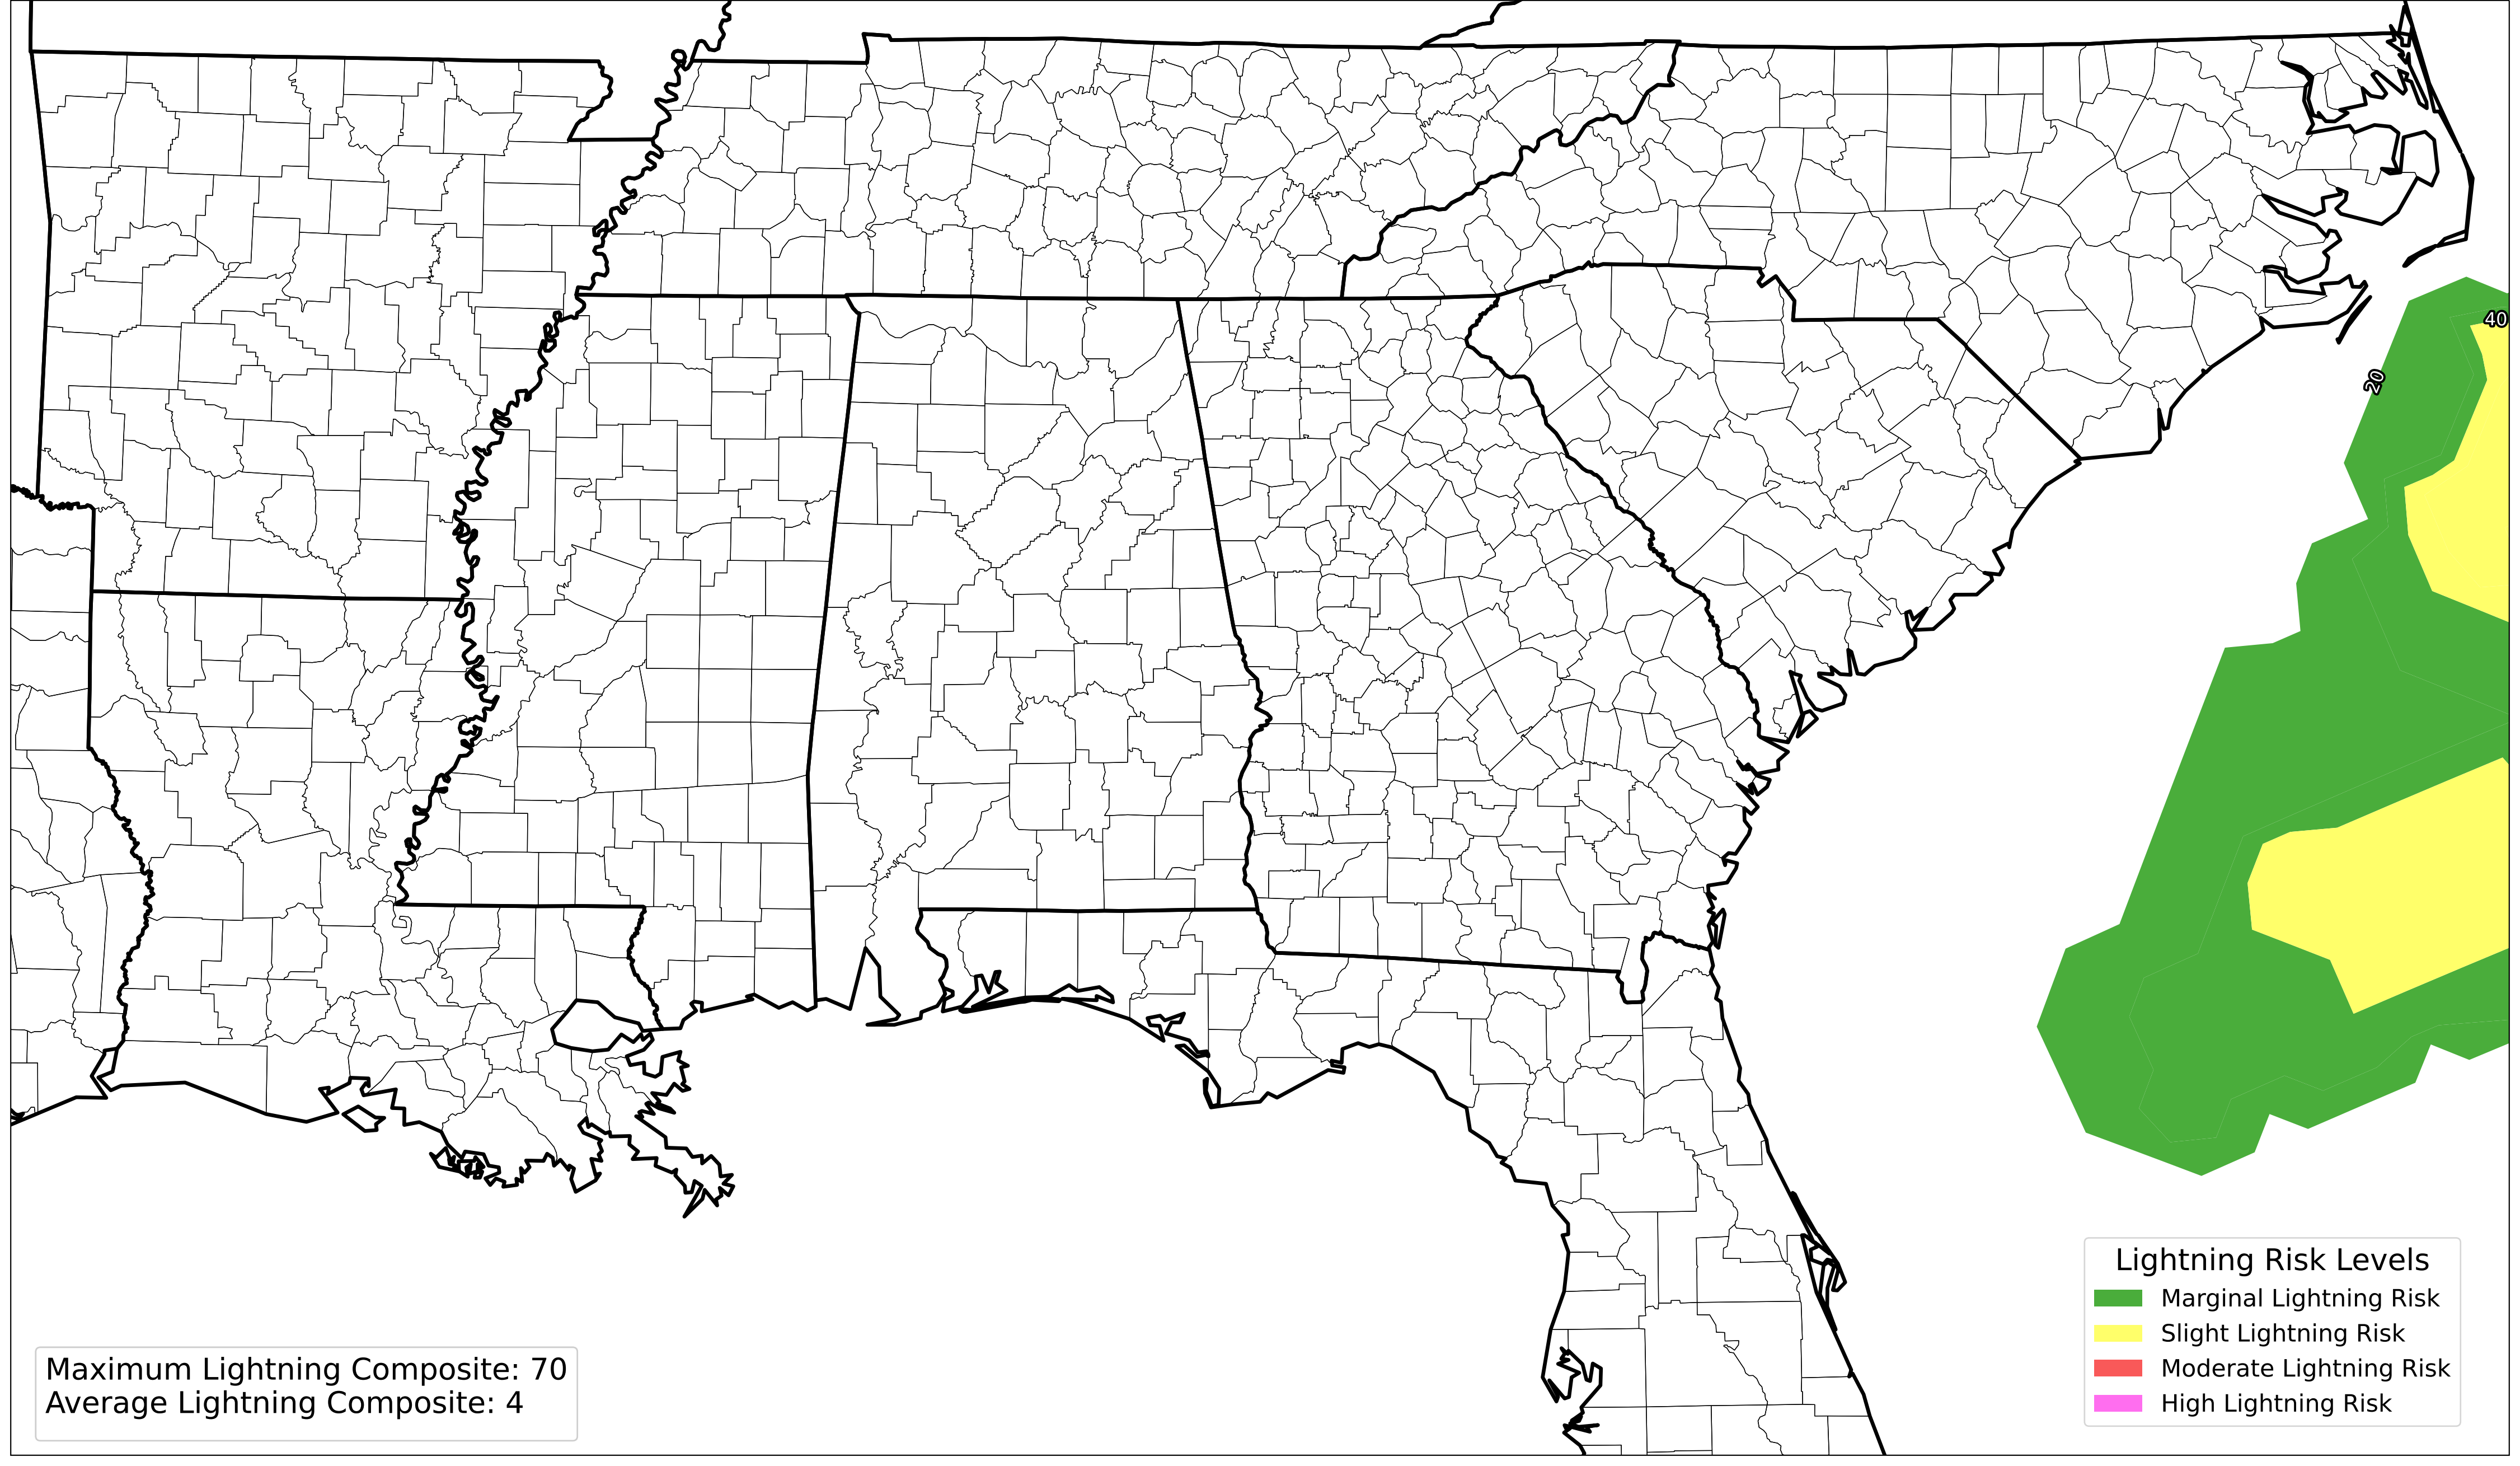 40
20
Lightning Risk Levels
Marginal Lightning Risk
Slight Lightning Risk
Moderate Lightning Risk
High Lightning Risk
Maximum Lightning Composite: 70
Average Lightning Composite: 4